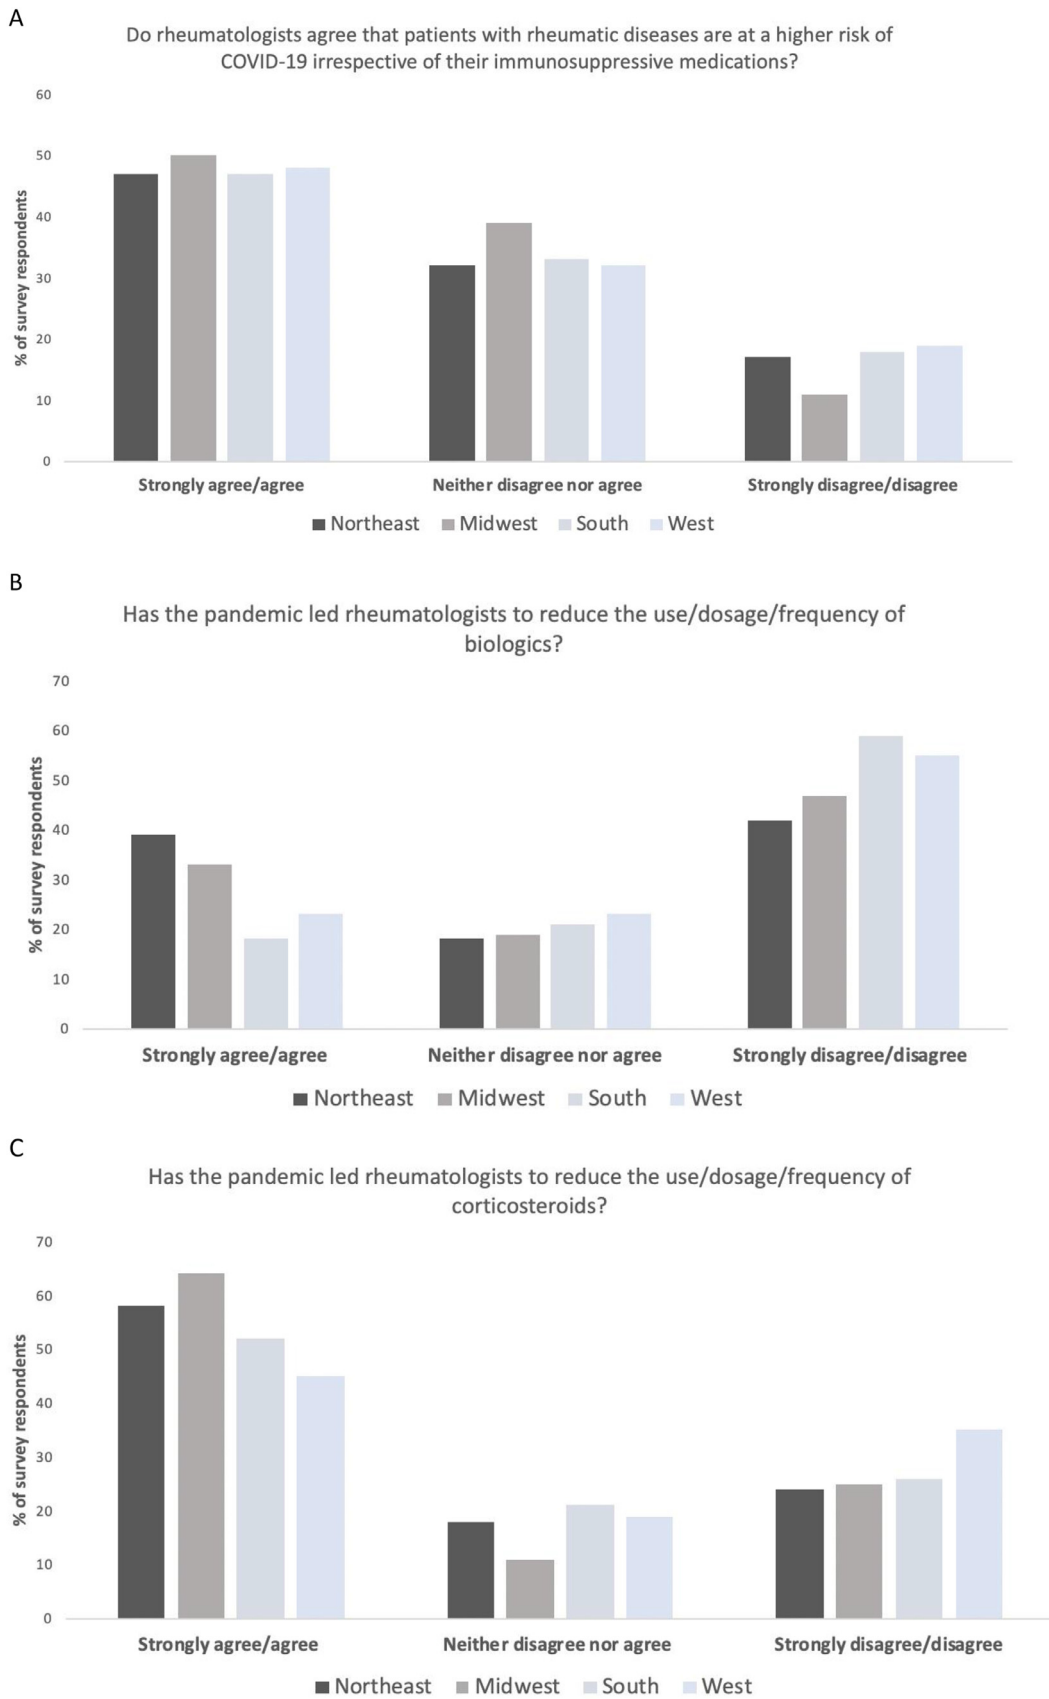 A
Do rheumatologists agree that patients with rheumatic diseases are at a higher risk of
COVID-19 irrespective of their immunosuppressive medications?
60
50
40
30
20
10
0
% of survey respondents
Strongly agree/agree
Neither disagree nor agree
Strongly disagree/disagree
Northeast Midwest South West
B
Has the pandemic led rheumatologists to reduce the use/dosage/frequency of
biologics?
70
60
50
40
30
20
10
0
% of survey respondents
Strongly agree/agree
Neither disagree nor agree
Strongly disagree/disagree
Northeast Midwest South West
C
Has the pandemic led rheumatologists to reduce the use/dosage/frequency of
corticosteroids?
70
60
50
40
30
20
10
0
% of survey respondents
Strongly agree/agree
Neither disagree nor agree
Strongly disagree/disagree
Northeast Midwest South West